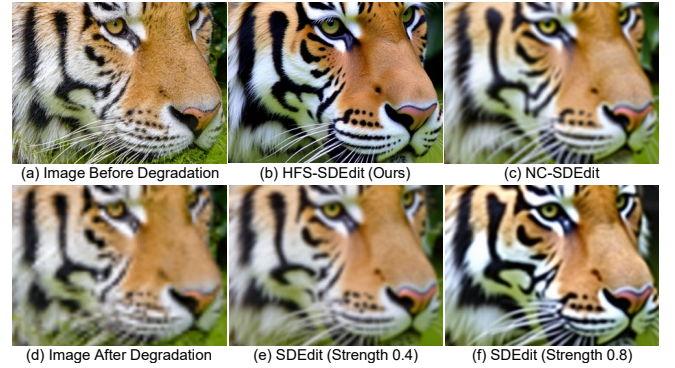 (a) Image Before Degradation
(b) HFS-SDEdit (Ours)
(c) NC-SDEdit
(d) Image After Degradation
(e) SDEdit (Strength 0.4)
(f) SDEdit (Strength 0.8)